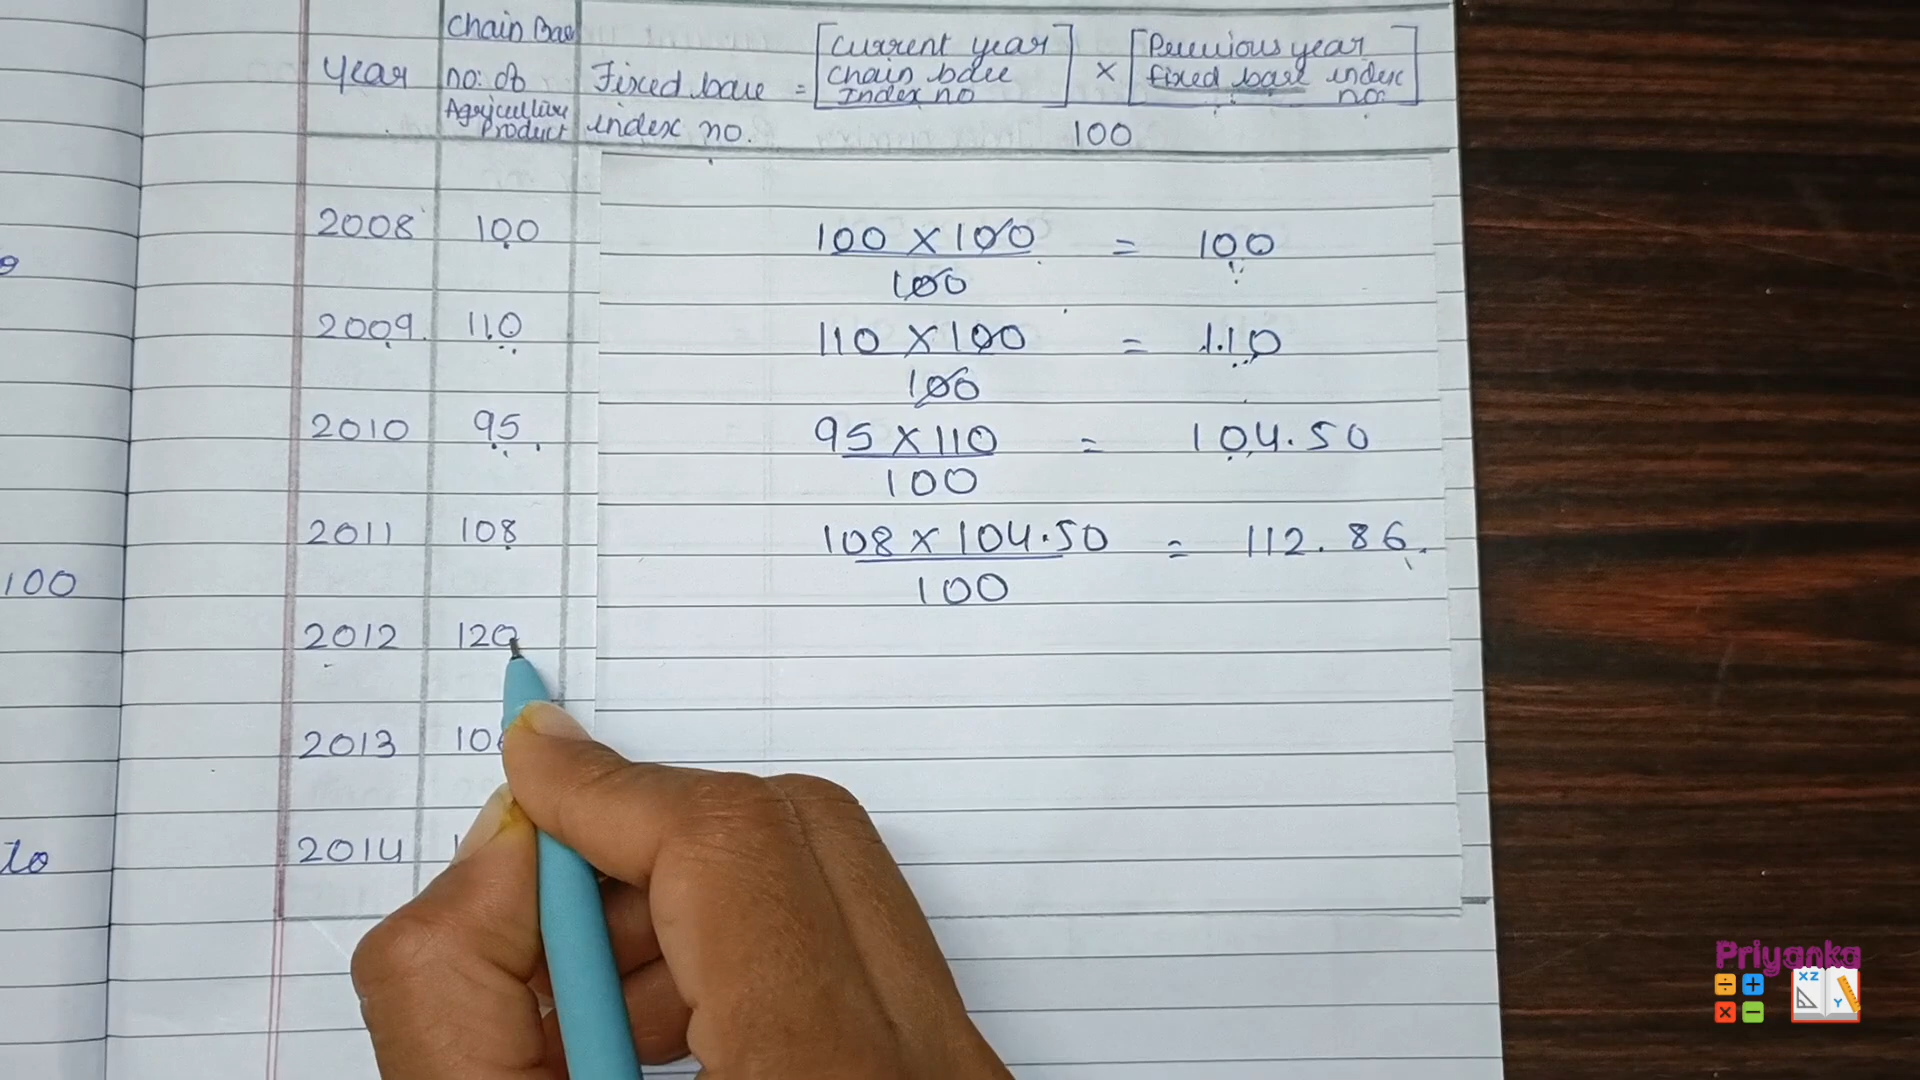 Year
Chain Base
no: of
Agriculture
Product
Fixed base
index no.
= [Current year chain base Index no] × [Previous year fixed base index no:]
100
2008 100 100 × 100 = 100
100
2009. 110 110 × 100 = 110
100
2010 95 95 × 110 = 104.50
100
2011 108 108 × 104.50 = 112.86
100
2012 120
2013
2014
100
to
Priyanka
XZ
Y